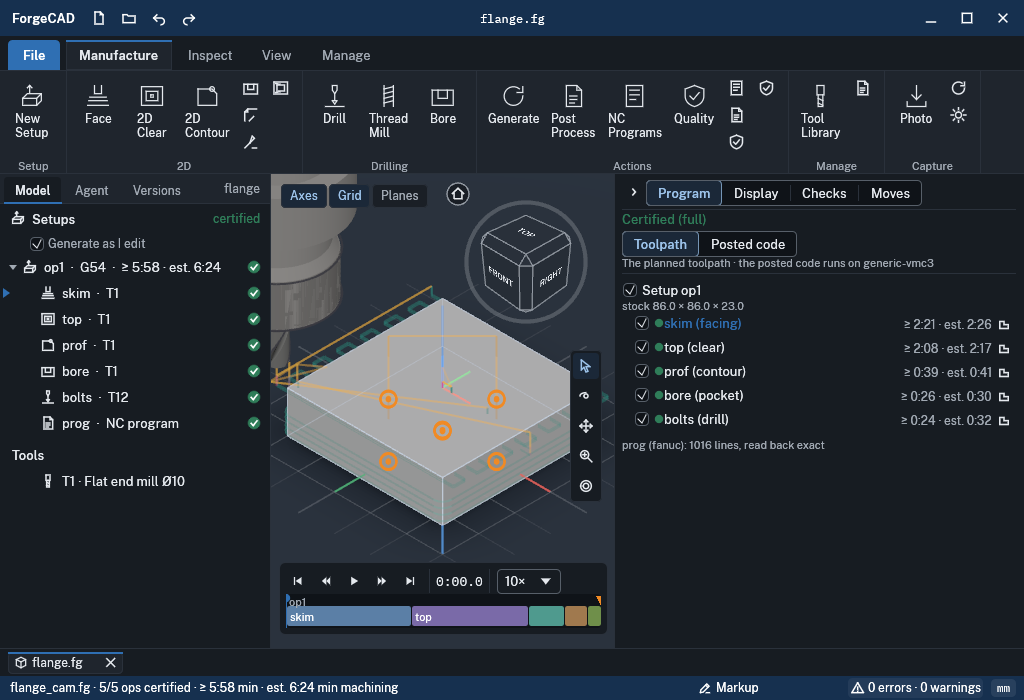 ForgeCAD
flange.fg
File Manufacture Inspect View Manage
New Setup
Face
2D Clear
2D Contour
Drill
Thread Mill
Bore
Generate
Post Process
NC Programs
Quality
Tool Library
Photo
Setup 2D Drilling Actions Manage Capture
Model Agent Versions flange
Setups certified
Generate as I edit
op1 · G54 · ≥ 5:58 · est. 6:24
skim · T1
top · T1
prof · T1
bore · T1
bolts · T12
prog · NC program
Tools
T1 · Flat end mill Ø10
Axes Grid Planes
TOP
FRONT
RIGHT
0:00.0 10×
op1
skim top
Program Display Checks Moves
Certified (full)
Toolpath Posted code
The planned toolpath · the posted code runs on generic-vmc3
Setup op1
stock 86.0 × 86.0 × 23.0
skim (facing) ≥ 2:21 · est. 2:26
top (clear) ≥ 2:08 · est. 2:17
prof (contour) ≥ 0:39 · est. 0:41
bore (pocket) ≥ 0:26 · est. 0:30
bolts (drill) ≥ 0:24 · est. 0:32
prog (fanuc): 1016 lines, read back exact
flange.fg
flange_cam.fg · 5/5 ops certified · ≥ 5:58 min · est. 6:24 min machining
Markup
0 errors · 0 warnings
mm